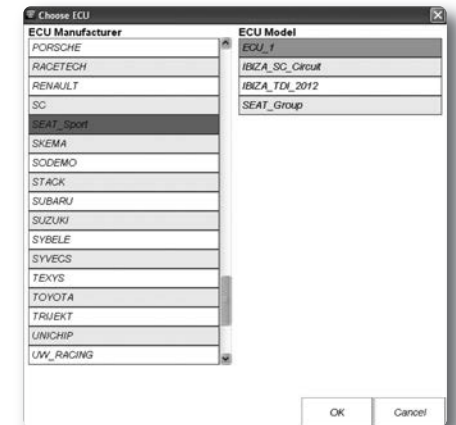 Choose ECU
ECU Manufacturer
PORSCHE
RACETECH
RENAULT
SC
SEAT_Sport
SKEMA
SODEMO
STACK
SUBARU
SUZUKI
SYBELE
SYVECS
TEXYS
TOYOTA
TRIJEKT
UNICHIP
UW_RACING
ECU Model
ECU_1
IBIZA_SC_Circuit
IBIZA_TDI_2012
SEAT_Group
OK
Cancel